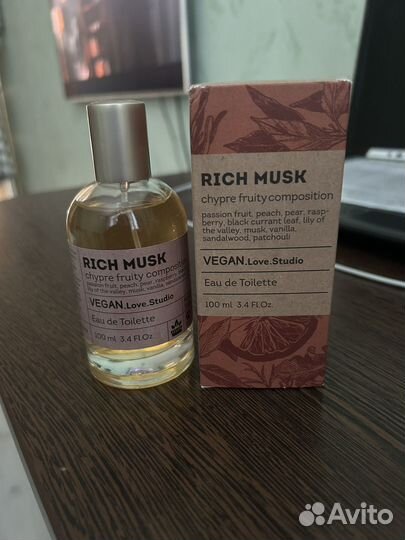 RICH MUSK
chypre fruity composition
passion fruit, peach, pear, rasp-
berry, black currant leaf, lily of
the valley, musk, vanilla,
sandalwood, patchouli
VEGAN.Love.Studio
Eau de Toilette
100 ml 3.4 Fl.Oz.
RICH MUSK
chypre fruity composition
VEGAN.Love.Studio
Eau de Toilette
100 ml 3.4 Fl.Oz.
Avito